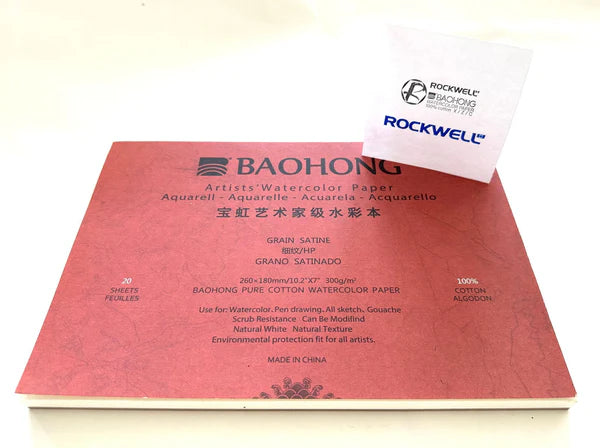 ROCKWELL
BAOHONG
WATERCOLOR PAPER
100% cotton
ROCKWELL
BAOHONG
Artists' Watercolor Paper
Aquarell - Aquarelle - Acuarela - Acquarello
宝虹艺术家级水彩本
GRAIN SATINE
细纹/HP
GRANO SATINADO
20
SHEETS
FEUILLES
100%
COTTON
ALGODON
260×180mm/10.2"X7" 300g/m²
BAOHONG PURE COTTON WATERCOLOR PAPER
Use for: Watercolor. Pen drawing. All sketch. Gouache
Scrub Resistance Can Be Modifind
Natural White Natural Texture
Environmental protection fit for all artists.
MADE IN CHINA